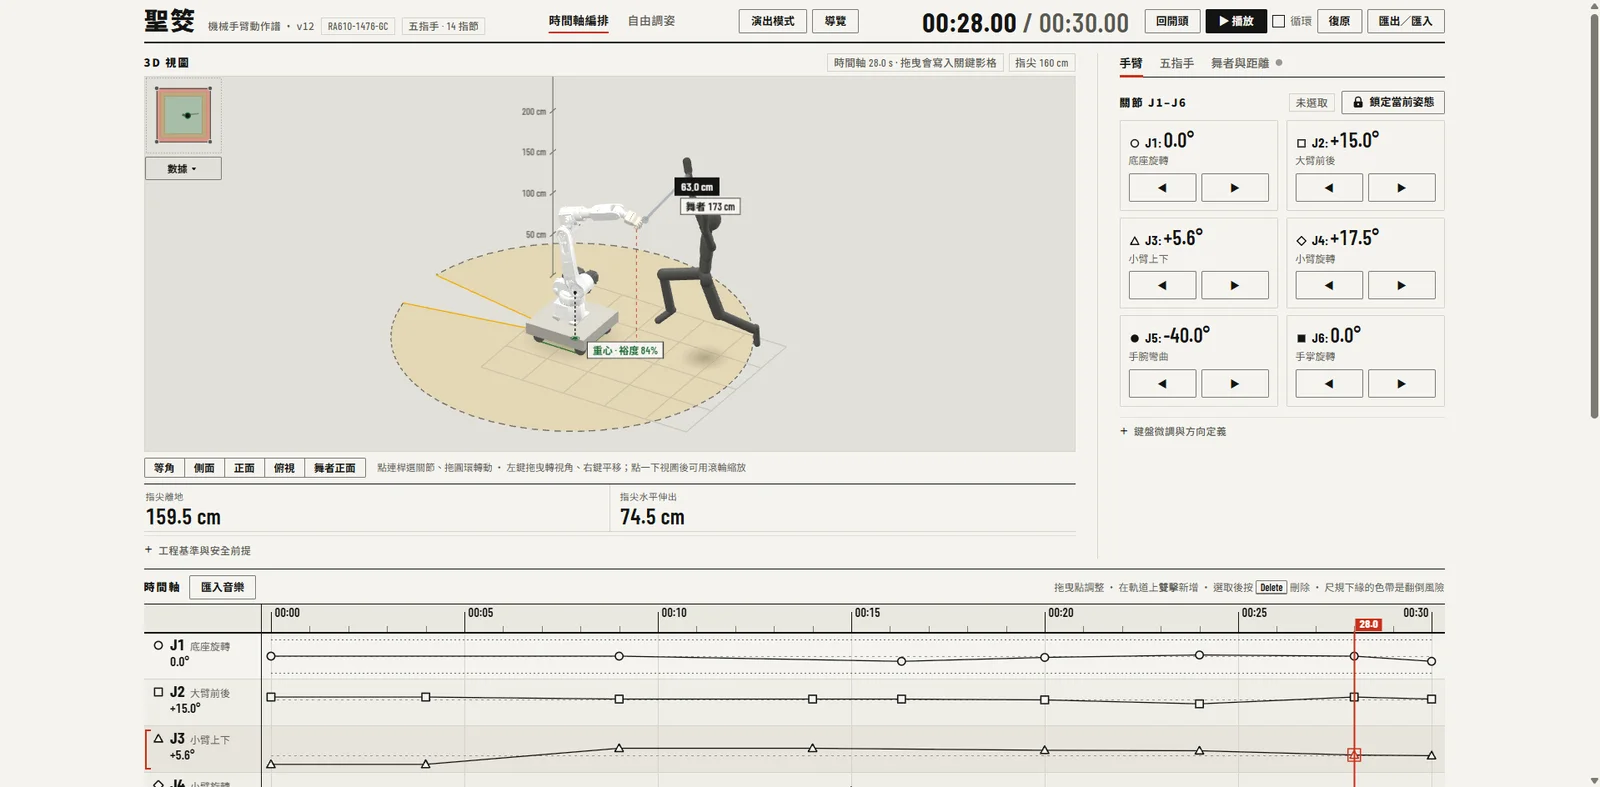 聖筊 機械手臂動作譜 · v12 RA610-1476-GC 五指手 · 14 指節 時間軸編排 自由調姿 演出模式 導覽 00:28.00 / 00:30.00 回開頭 ▶ 播放 循環 復原 匯出／匯入
3D 視圖 時間軸 28.0 s · 拖曳會寫入關鍵影格 指尖 160 cm
數據
200 cm
150 cm
100 cm
50 cm
63.0 cm
舞者 173 cm
重心 · 裕度 84%
等角 側面 正面 俯視 舞者正面 點連桿選關節、拖圓環轉動 · 左鍵拖曳轉視角、右鍵平移；點一下視圖後可用滾輪縮放
指尖離地 指尖水平伸出
159.5 cm 74.5 cm
+ 工程基準與安全前提
手臂 五指手 舞者與距離
關節 J1–J6 未選取 鎖定當前姿態
J1: 0.0° J2: +15.0°
底座旋轉 大臂前後
◀ ▶ ◀ ▶
J3: +5.6° J4: +17.5°
小臂上下 小臂旋轉
◀ ▶ ◀ ▶
J5: -40.0° J6: 0.0°
手腕彎曲 手掌旋轉
◀ ▶ ◀ ▶
+ 鍵盤微調與方向定義
時間軸 匯入音樂 拖曳點調整 · 在軌道上雙擊新增 · 選取後按 Delete 刪除 · 尺規下緣的色帶是翻倒風險
00:00 00:05 00:10 00:15 00:20 00:25 00:30
28.0
J1 底座旋轉
0.0°
J2 大臂前後
+15.0°
J3 小臂上下
+5.6°
J4 小臂旋轉